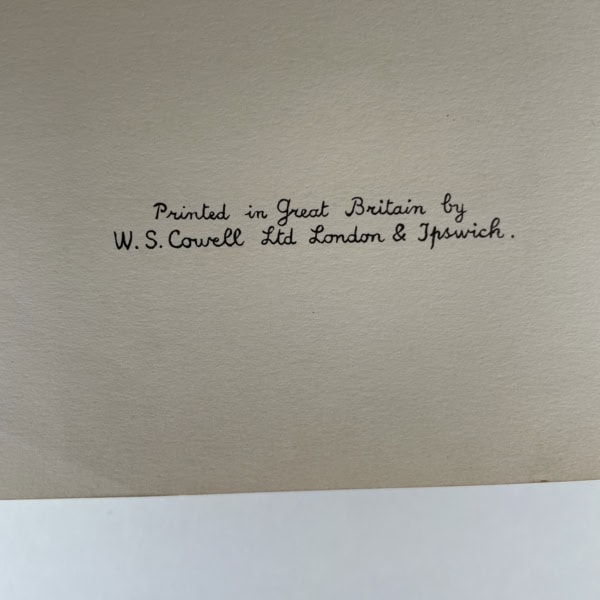 Printed in Great Britain by
W. S. Cowell Ltd London & Ipswich.